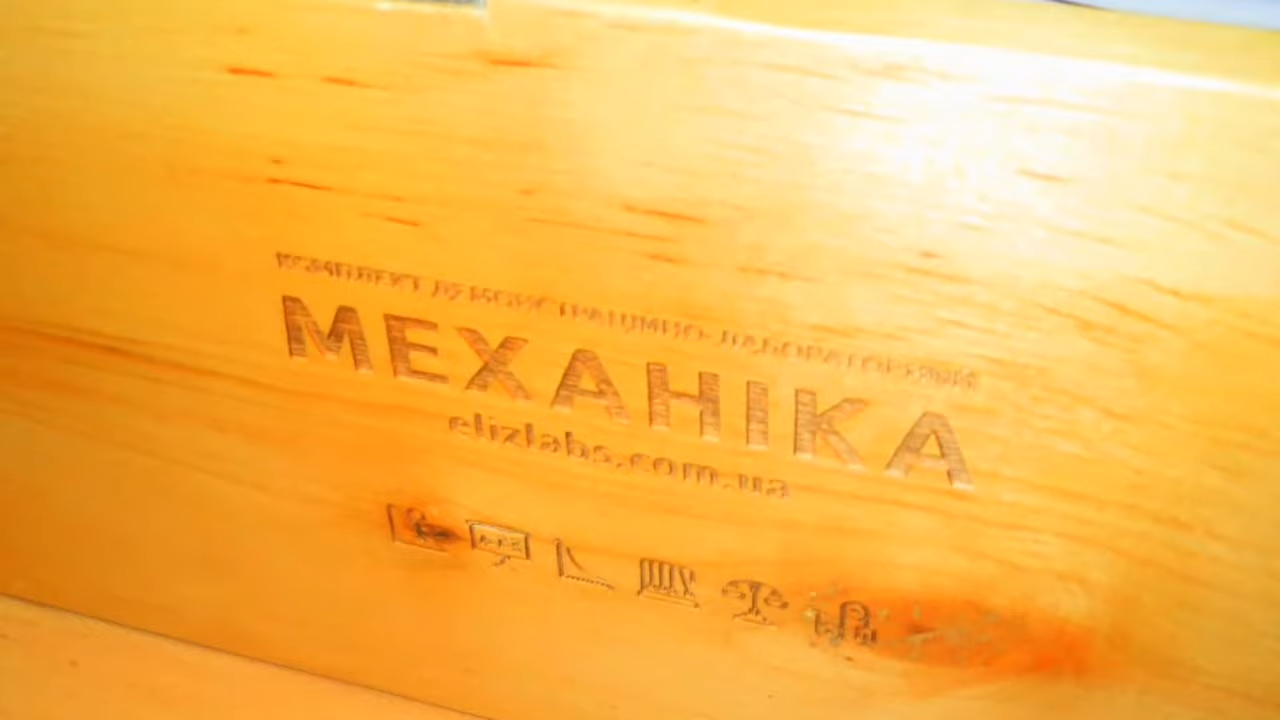 КОМПЛЕКТ ДЕМОНСТРАЦІЙНО-ЛАБОРАТОРНИЙ
МЕХАНІКА
elizlabs.com.ua